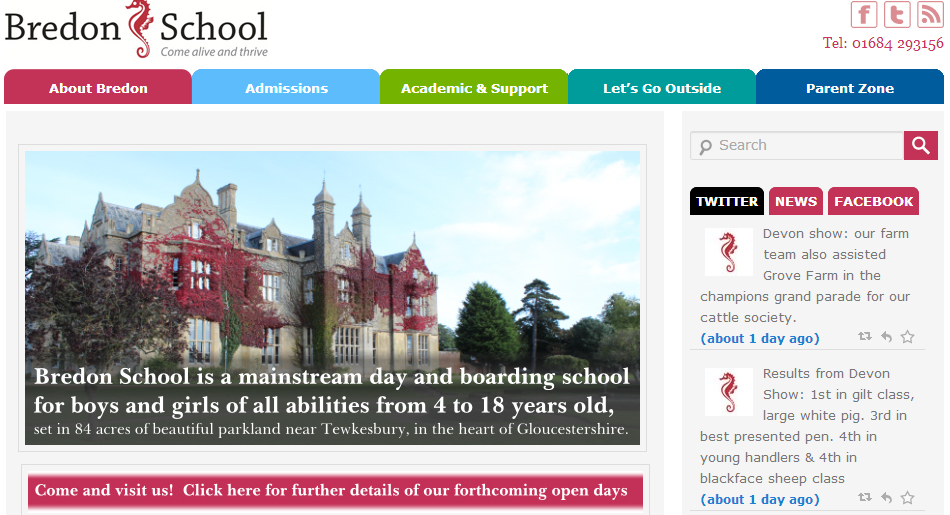 Bredon School
Come alive and thrive
Tel: 01684 293156
About Bredon
Admissions
Academic & Support
Let's Go Outside
Parent Zone
Search
TWITTER
NEWS
FACEBOOK
Bredon School is a mainstream day and boarding school
for boys and girls of all abilities from 4 to 18 years old,
set in 84 acres of beautiful parkland near Tewkesbury, in the heart of Gloucestershire.
Come and visit us! Click here for further details of our forthcoming open days
Devon show: our farm
team also assisted
Grove Farm in the
champions grand parade for our
cattle society.
(about 1 day ago)
Results from Devon
Show: 1st in gilt class,
large white pig. 3rd in
best presented pen. 4th in
young handlers & 4th in
blackface sheep class
(about 1 day ago)